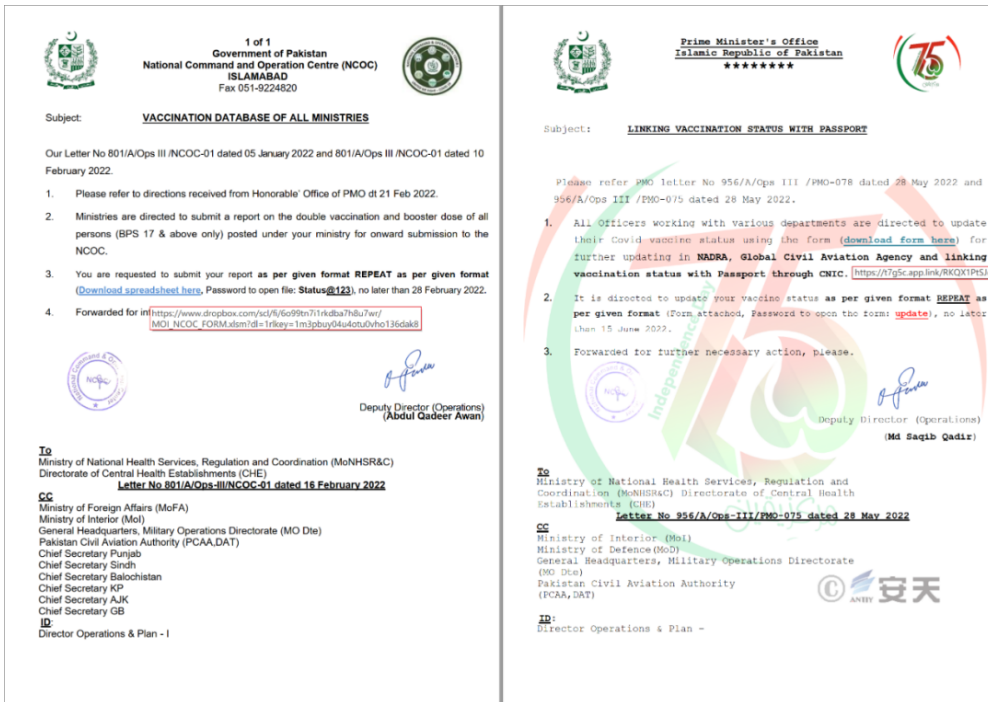 1 of 1
Government of Pakistan
National Command and Operation Centre (NCOC)
ISLAMABAD
Fax 051-9224820
Subject: VACCINATION DATABASE OF ALL MINISTRIES
Our Letter No 801/A/Ops III /NCOC-01 dated 05 January 2022 and 801/A/Ops III /NCOC-01 dated 10
February 2022.
1. Please refer to directions received from Honorable' Office of PMO dt 21 Feb 2022.
2. Ministries are directed to submit a report on the double vaccination and booster dose of all
persons (BPS 17 & above only) posted under your ministry for onward submission to the
NCOC.
3. You are requested to submit your report as per given format REPEAT as per given format
(Download spreadsheet here, Password to open file: Status@123), no later than 28 February 2022.
4. Forwarded for
https://www.dropbox.com/scl/fi/6o99tn7i1rkdba7h8u7wr/
MOI_NCOC_FORM.xlsm?dl=1rlkey=1m3pbuy04u4otu0vho136dak8
NCOC
Deputy Director (Operations)
(Abdul Qadeer Awan)
To
Ministry of National Health Services, Regulation and Coordination (MoNHSR&C)
Directorate of Central Health Establishments (CHE)
Letter No 801/A/Ops-III/NCOC-01 dated 16 February 2022
CC
Ministry of Foreign Affairs (MoFA)
Ministry of Interior (MoI)
General Headquarters, Military Operations Directorate (MO Dte)
Pakistan Civil Aviation Authority (PCAA,DAT)
Chief Secretary Punjab
Chief Secretary Sindh
Chief Secretary Balochistan
Chief Secretary KP
Chief Secretary AJK
Chief Secretary GB
ID:
Director Operations & Plan - I
Prime Minister's Office
Islamic Republic of Pakistan
********
75
Subject: LINKING VACCINATION STATUS WITH PASSPORT
Please refer PMO letter No 956/A/Ops III /PMO-078 dated 28 May 2022 and
956/A/Ops III /PMO-075 dated 28 May 2022.
1. All Officers working with various departments are directed to update
their Covid vaccine status using the form (download form here) for
further updating in NADRA, Global Civil Aviation Agency and linking
vaccination status with Passport through CNIC. https://t7g5c.app.link/RKQX1PtSJ
2. It is directed to update your vaccino status as per given format REPEAT as
per given format (Form attached, Password to open the form: update), no later
than 15 June 2022.
3. Forwarded for further necessary action, please.
Independence Day
Deputy Director (Operations)
(Md Saqib Qadir)
To
Ministry of National Health Services, Regulation and
Coordination (MoNHSR&C) Directorate of Central Health
Establishments (CHE)
Letter No 956/A/Ops-III/PMO-075 dated 28 May 2022
CC
Ministry of Interior (MoI)
Ministry of Defence(MoD)
General Headquarters, Military Operations Directorate
(MO Dte)
Pakistan Civil Aviation Authority
(PCAA,DAT)
© ANTIY 安天
ID:
Director Operations & Plan -